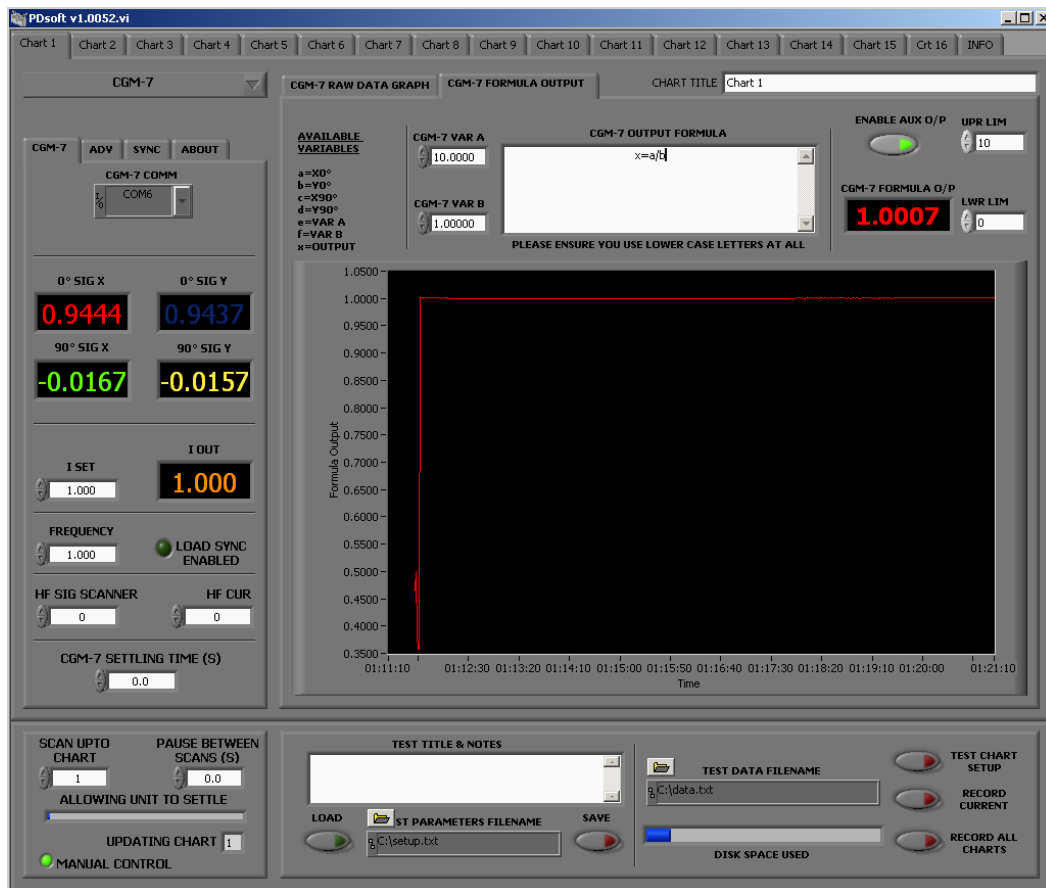 PDsoft v1.0052.vi
Chart 1 Chart 2 Chart 3 Chart 4 Chart 5 Chart 6 Chart 7 Chart 8 Chart 9 Chart 10 Chart 11 Chart 12 Chart 13 Chart 14 Chart 15 Crt 16 INFO
CGM-7
CGM-7 ADV SYNC ABOUT
CGM-7 COMM
I/O COM6
0° SIG X 0° SIG Y
0.9444 0.9437
90° SIG X 90° SIG Y
-0.0167 -0.0157
I SET I OUT
1.000 1.000
FREQUENCY
1.000
LOAD SYNC
ENABLED
HF SIG SCANNER HF CUR
0 0
CGM-7 SETTLING TIME (S)
0.0
CGM-7 RAW DATA GRAPH CGM-7 FORMULA OUTPUT
CHART TITLE Chart 1
AVAILABLE
VARIABLES
a=X0°
b=Y0°
c=X90°
d=Y90°
e=VAR A
f=VAR B
x=OUTPUT
CGM-7 VAR A
10.0000
CGM-7 VAR B
1.00000
CGM-7 OUTPUT FORMULA
x=a/b
PLEASE ENSURE YOU USE LOWER CASE LETTERS AT ALL
ENABLE AUX O/P
UPR LIM
10
CGM-7 FORMULA O/P
1.0007
LWR LIM
0
Formula Output
1.0500
1.0000
0.9500
0.9000
0.8500
0.8000
0.7500
0.7000
0.6500
0.6000
0.5500
0.5000
0.4500
0.4000
0.3500
01:11:10 01:12:30 01:13:20 01:14:10 01:15:00 01:15:50 01:16:40 01:17:30 01:18:20 01:19:10 01:20:00 01:21:10
Time
SCAN UPTO
CHART
1
PAUSE BETWEEN
SCANS (S)
0.0
ALLOWING UNIT TO SETTLE
UPDATING CHART 1
MANUAL CONTROL
TEST TITLE & NOTES
LOAD
ST PARAMETERS FILENAME
C:\setup.txt
SAVE
TEST DATA FILENAME
C:\data.txt
DISK SPACE USED
TEST CHART
SETUP
RECORD
CURRENT
RECORD ALL
CHARTS